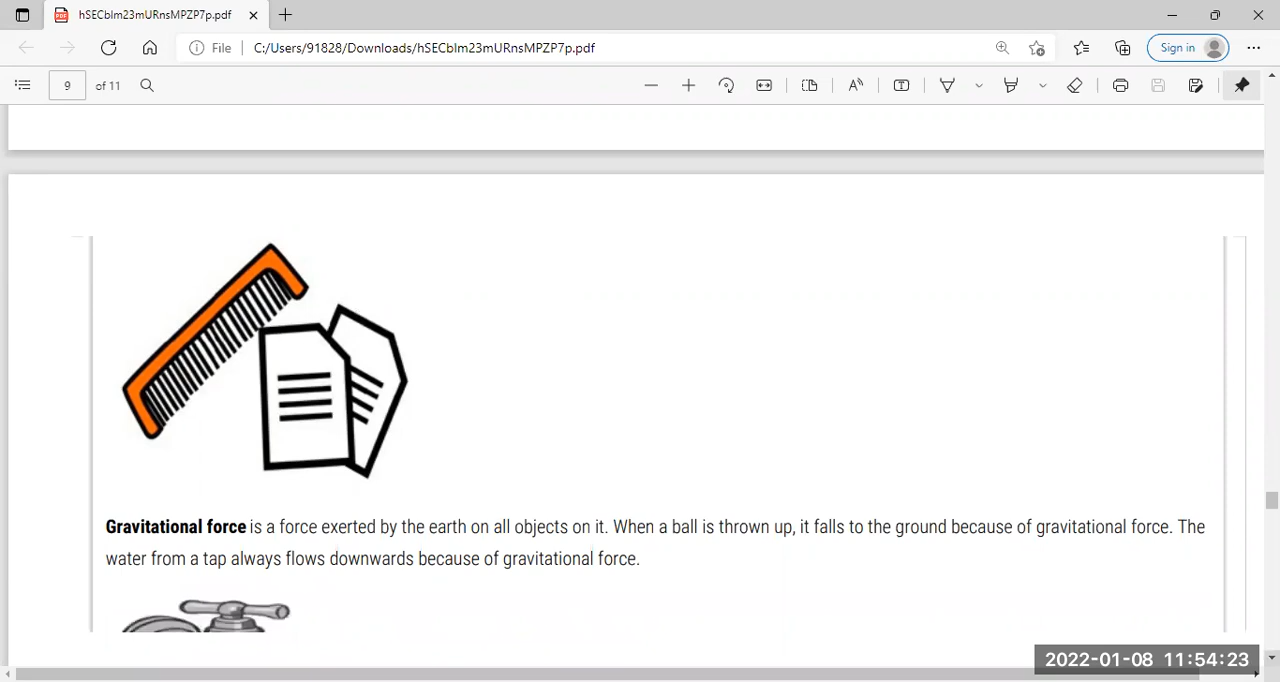 hSECblm23mURnsMPZP7p.pdf
File
C:/Users/91828/Downloads/hSECblm23mURnsMPZP7p.pdf
Sign in
9 of 11
Gravitational force is a force exerted by the earth on all objects on it. When a ball is thrown up, it falls to the ground because of gravitational force. The
water from a tap always flows downwards because of gravitational force.
2022-01-08 11:54:23